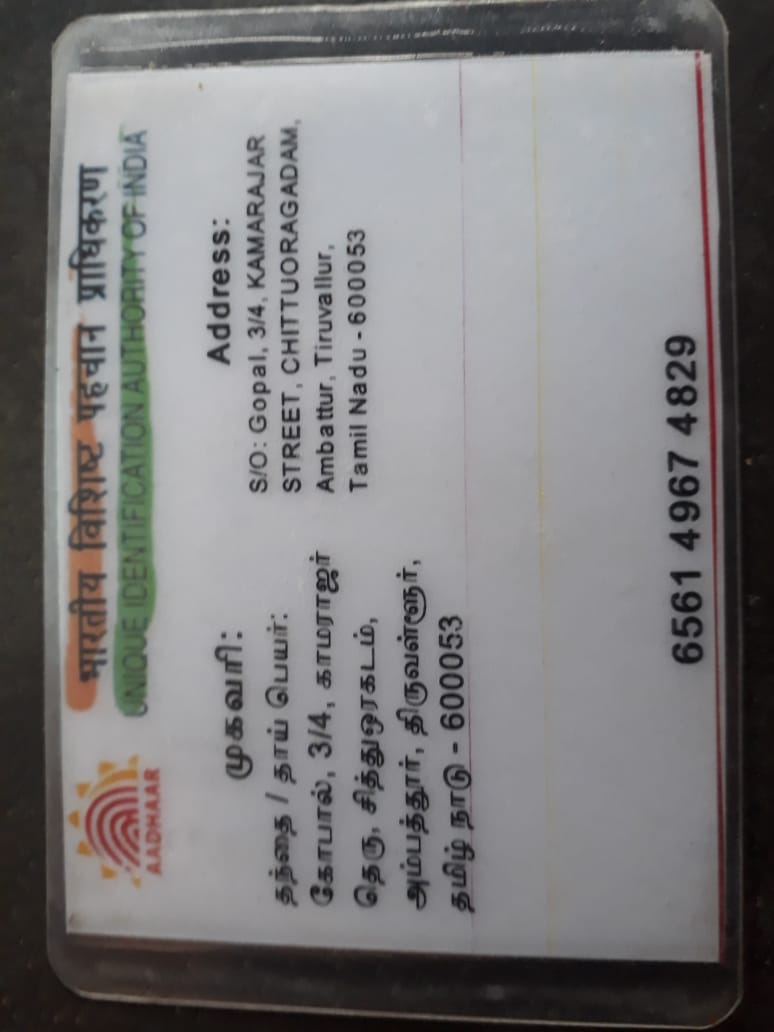 भारतीय विशिष्ट पहचान प्राधिकरण
UNIQUE IDENTIFICATION AUTHORITY OF INDIA
AADHAAR
முகவரி:
தந்தை / தாய் பெயர்:
கோபால், 3/4, காமராஜர்
தெரு, சித்துஒரகடம்,
அம்பத்தூர், திருவள்ளூர்,
தமிழ் நாடு - 600053
Address:
S/O: Gopal, 3/4, KAMARAJAR
STREET, CHITTUORAGADAM,
Ambattur, Tiruvallur,
Tamil Nadu - 600053
6561 4967 4829